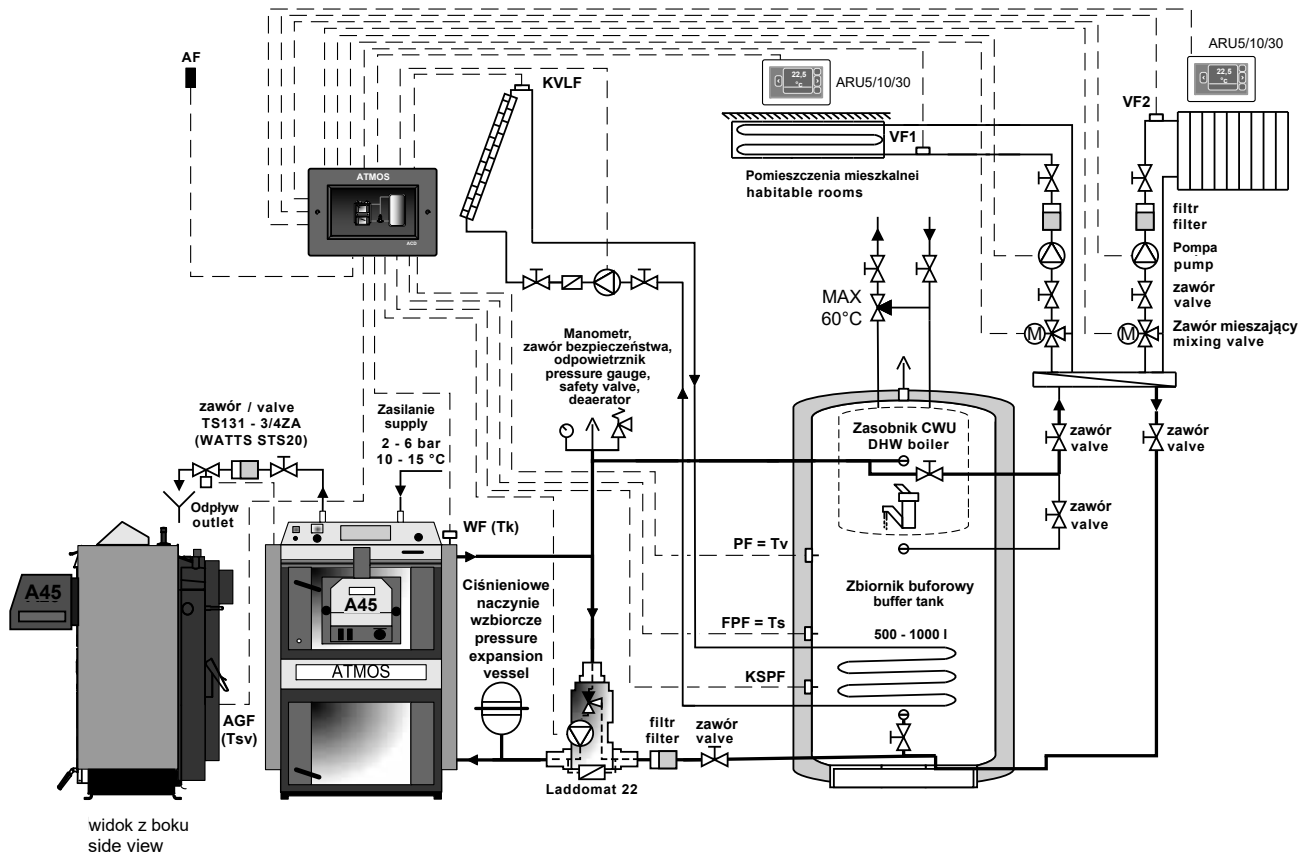 AF
ATMOS
ACD
KVLF
22,5
°C
ARU5/10/30
ARU5/10/30
22,5
°C
VF1
VF2
Pomieszczenia mieszkalnei
habitable rooms
filtr
filter
Pompa
pump
zawór
valve
Zawór mieszający
mixing valve
M
M
MAX
60°C
Manometr,
zawór bezpieczeństwa,
odpowietrznik
pressure gauge,
safety valve,
deaerator
zawór / valve
TS131 - 3/4ZA
(WATTS STS20)
Zasilanie
supply
2 - 6 bar
10 - 15 °C
Odpływ
outlet
WF (Tk)
Zasobnik CWU
DHW boiler
zawór
valve
zawór
valve
zawór
valve
PF = Tv
FPF = Ts
KSPF
Zbiornik buforowy
buffer tank
500 - 1000 l
A45
A45
ATMOS
AGF
(Tsv)
Ciśnieniowe
naczynie
wzbiorcze
pressure
expansion
vessel
filtr
filter
zawór
valve
Laddomat 22
widok z boku
side view